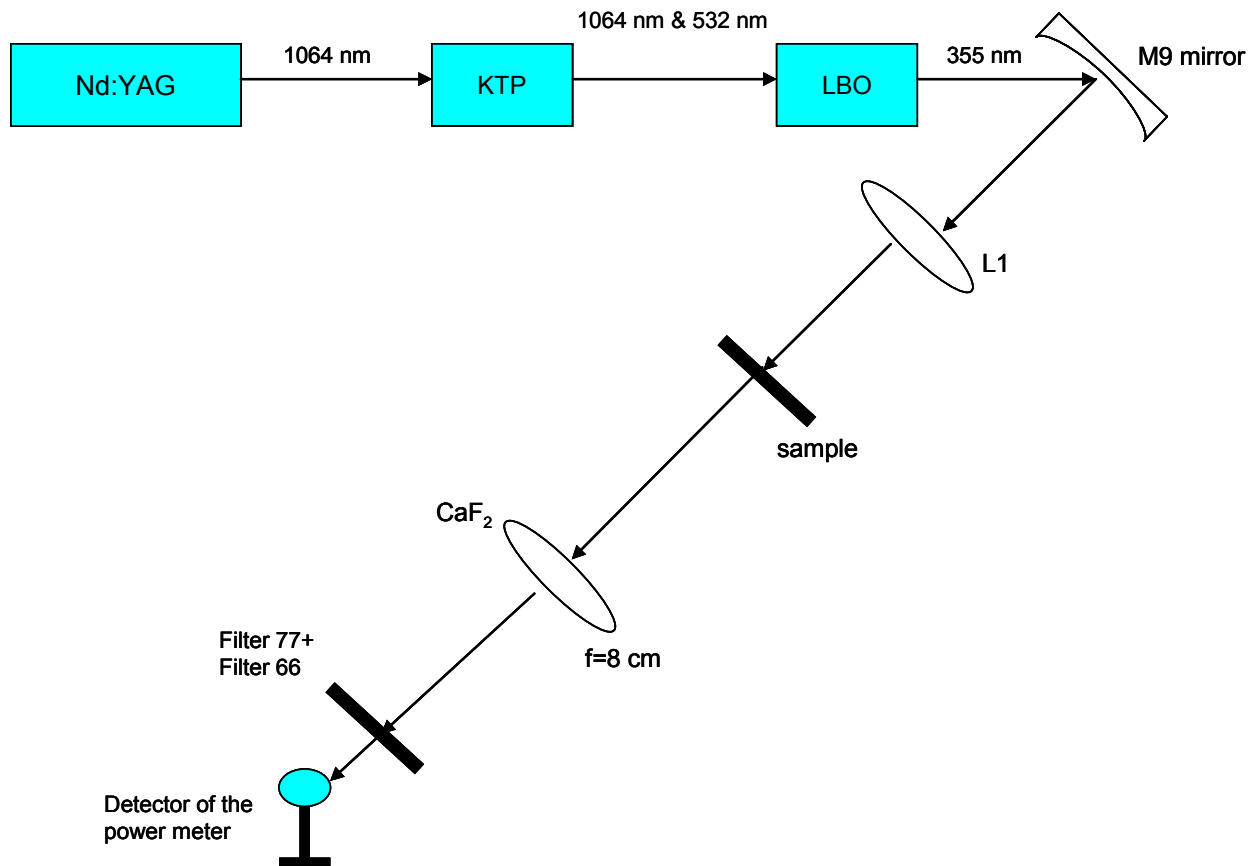 1064 nm & 532 nm
Nd:YAG
1064 nm
KTP
LBO
355 nm
M9 mirror
L1
sample
CaF₂
f=8 cm
Filter 77+
Filter 66
Detector of the
power meter